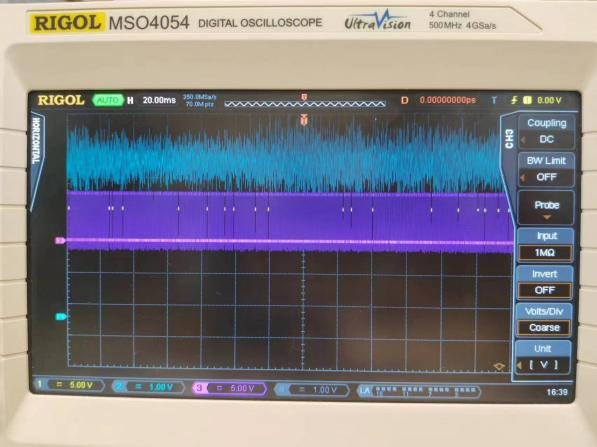 RIGOL MSO4054 DIGITAL OSCILLOSCOPE UltraVision 4 Channel
500MHz 4GSa/s
RIGOL AUTO H 20.00ms 250.0MSa/s
70.0M pts D 0.00000000ps T 1 0.00 V
HORIZONTAL
CH3
Coupling
DC
BW Limit
OFF
Probe
Input
1MΩ
Invert
OFF
Volts/Div
Coarse
Unit
[ V ]
1 = 5.00 V 2 = 1.00 V 3 = 5.00 V 4 = 1.00 V LA
16:39